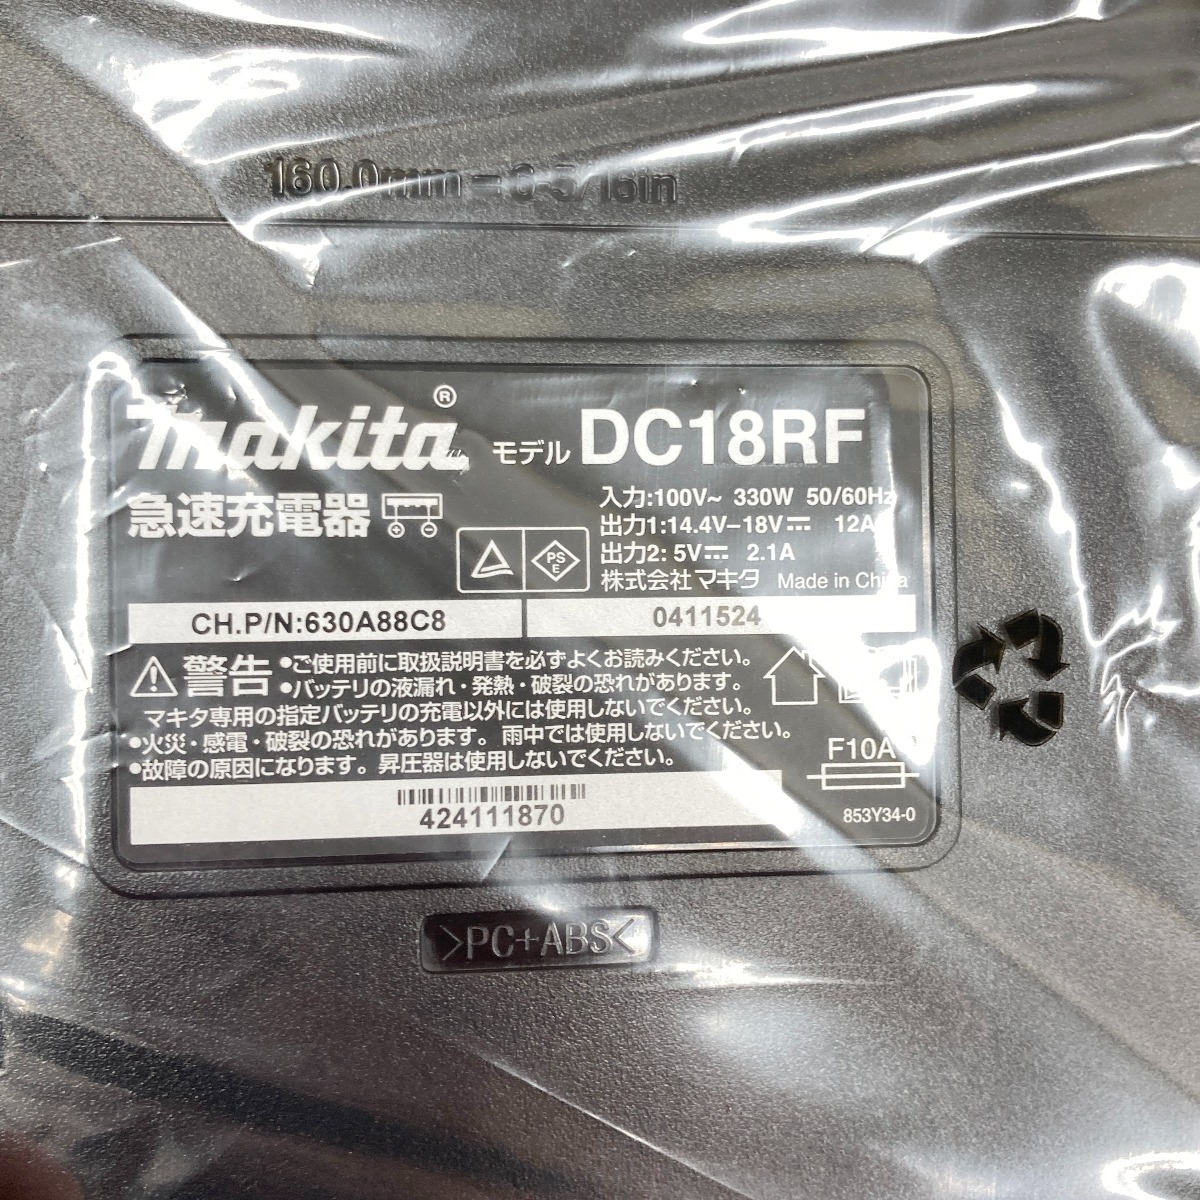 160.0mm=6-5/16in
makita® モデル DC18RF
急速充電器
入力:100V~ 330W 50/60Hz
出力1:14.4V–18V⎓ 12A
出力2: 5V⎓ 2.1A
株式会社マキタ Made in China
PS
E
CH.P/N:630A88C8
0411524
警告 •ご使用前に取扱説明書を必ずよくお読みください。
•バッテリの液漏れ・発熱・破裂の恐れがあります。
マキタ専用の指定バッテリの充電以外には使用しないでください。
•火災・感電・破裂の恐れがあります。雨中では使用しないでください。
•故障の原因になります。昇圧器は使用しないでください。
F10A
853Y34-0
424111870
>PC+ABS<